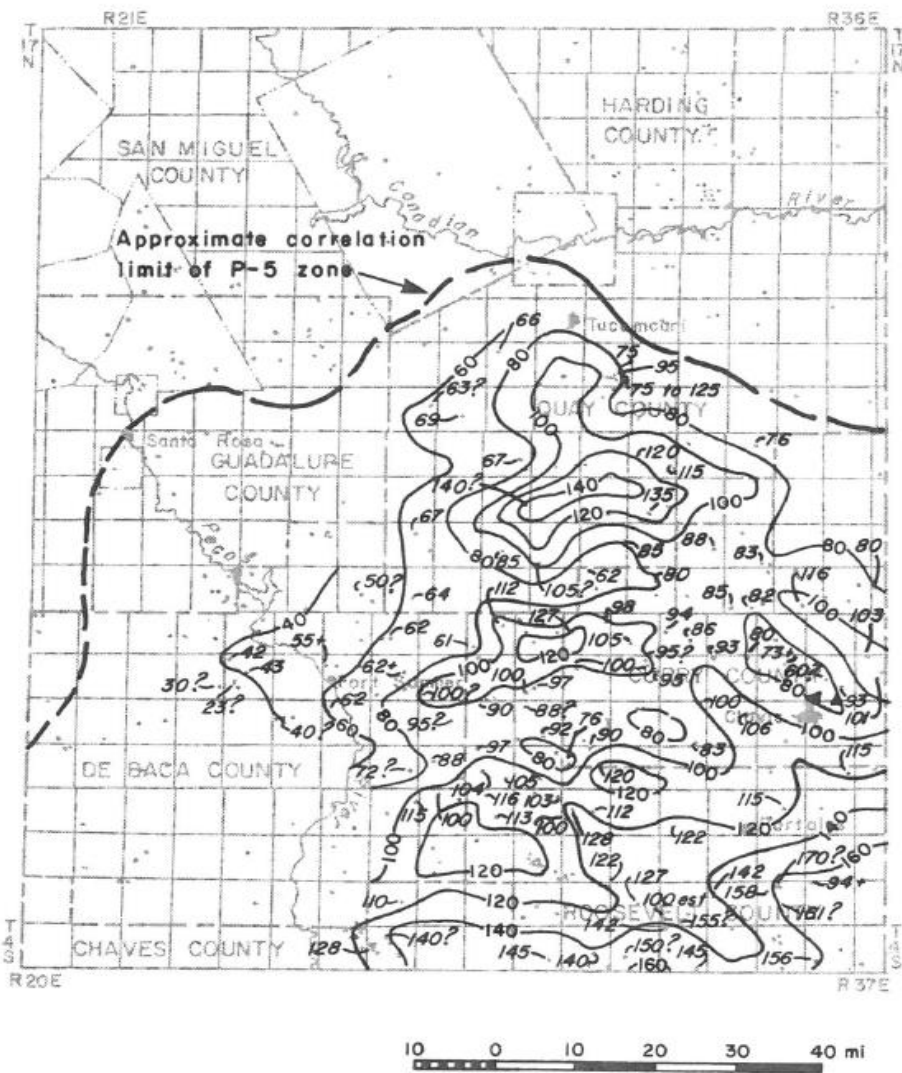 R21E R36E
T17N T17N
HARDING
COUNTY
SAN MIGUEL
COUNTY
Canadian River
Approximate correlation
limit of P-5 zone
66 Tucumcari
60 80 75 95
63? 75 to 125
QUAY COUNTY
69 100 80
Santa Rosa 76
GUADALUPE
COUNTY
67 120 115
140? 140 135
67 120 100
Pecos 88
80 85 85 83 80 80
50? 112 105? 62 80 116
64 85 82 100
40 127 98 94 103
62 61 86
42 55+ 120 105 93 80
43 62± 100 95? 73+
30? Fort Sumner 100 100 60?
23? 62 100? 97 95 CURRY COUNTY 80 93
40? 60 80 90 88? 100 Clovis 101
95? 92 76 106 100
97 90 80 83 115
DE BACA COUNTY 72? 88 80 100
104 105 120
116 103 120 115
115 100 113 100 112 140
100 128 122 120 Portales
122 170? 160
120 127 142
110 158 94+
120 100 est
ROOSEVELT COUNTY 181?
140 142 155?
CHAVES COUNTY 128 140? 150? 145
145 140 160 156
T4S T4S
R20E R37E
10 0 10 20 30 40 mi